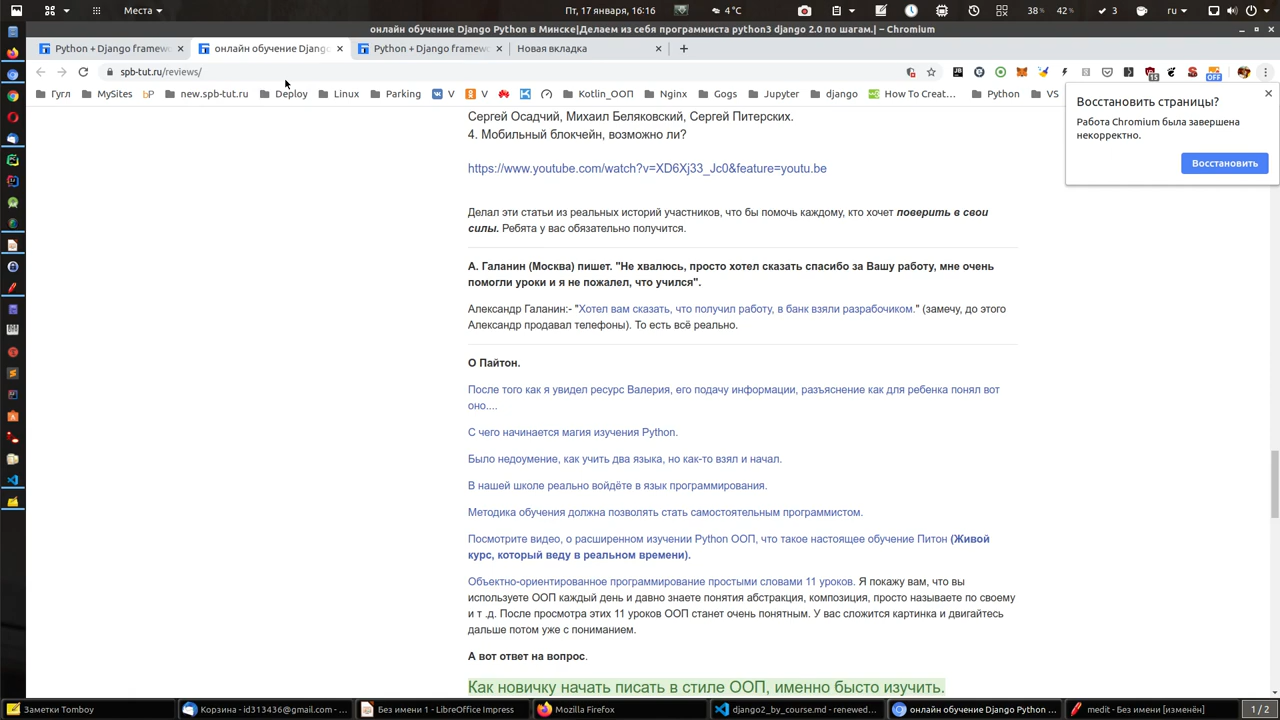 Места
Пт, 17 января, 16:16
4 °C
38 %
42 %
3
ru
онлайн обучение Django Python в Минске|Делаем из себя программиста python3 django 2.0 по шагам.| – Chromium
Python + Django framew
онлайн обучение Djang
Python + Django framew
Новая вкладка
spb-tut.ru/reviews/
15
OFF
Гугл
MySites
bP
new.spb-tut.ru
Deploy
Linux
Parking
V
V
Kotlin_ООП
Nginx
Gogs
Jupyter
django
How To Creat…
Python
VS
Восстановить страницы?
Работа Chromium была завершена
некорректно.
Восстановить
Сергей Осадчий, Михаил Беляковский, Сергей Питерских.
4. Мобильный блокчейн, возможно ли?
https://www.youtube.com/watch?v=XD6Xj33_Jc0&feature=youtu.be
Делал эти статьи из реальных историй участников, что бы помочь каждому, кто хочет поверить в свои
силы. Ребята у вас обязательно получится.
А. Галанин (Москва) пишет. "Не хвалюсь, просто хотел сказать спасибо за Вашу работу, мне очень
помогли уроки и я не пожалел, что учился".
Александр Галанин:- "Хотел вам сказать, что получил работу, в банк взяли разрабочиком." (замечу, до этого
Александр продавал телефоны). То есть всё реально.
О Пайтон.
После того как я увидел ресурс Валерия, его подачу информации, разъяснение как для ребенка понял вот
оно....
С чего начинается магия изучения Python.
Было недоумение, как учить два языка, но как-то взял и начал.
В нашей школе реально войдёте в язык программирования.
Методика обучения должна позволять стать самостоятельным программистом.
Посмотрите видео, о расширенном изучении Python ООП, что такое настоящее обучение Питон (Живой
курс, который веду в реальном времени).
Объектно-ориентированное программирование простыми словами 11 уроков. Я покажу вам, что вы
используете ООП каждый день и давно знаете понятия абстракция, композиция, просто называете по своему
и т .д. После просмотра этих 11 уроков ООП станет очень понятным. У вас сложится картинка и двигайтесь
дальше потом уже с пониманием.
А вот ответ на вопрос.
Как новичку начать писать в стиле ООП, именно бысто изучить.
Заметки Tomboy
Корзина - id313436@gmail.com - …
Без имени 1 - LibreOffice Impress
Mozilla Firefox
django2_by_course.md - renewed…
онлайн обучение Django Python …
medit - Без имени [изменён]
1 / 2